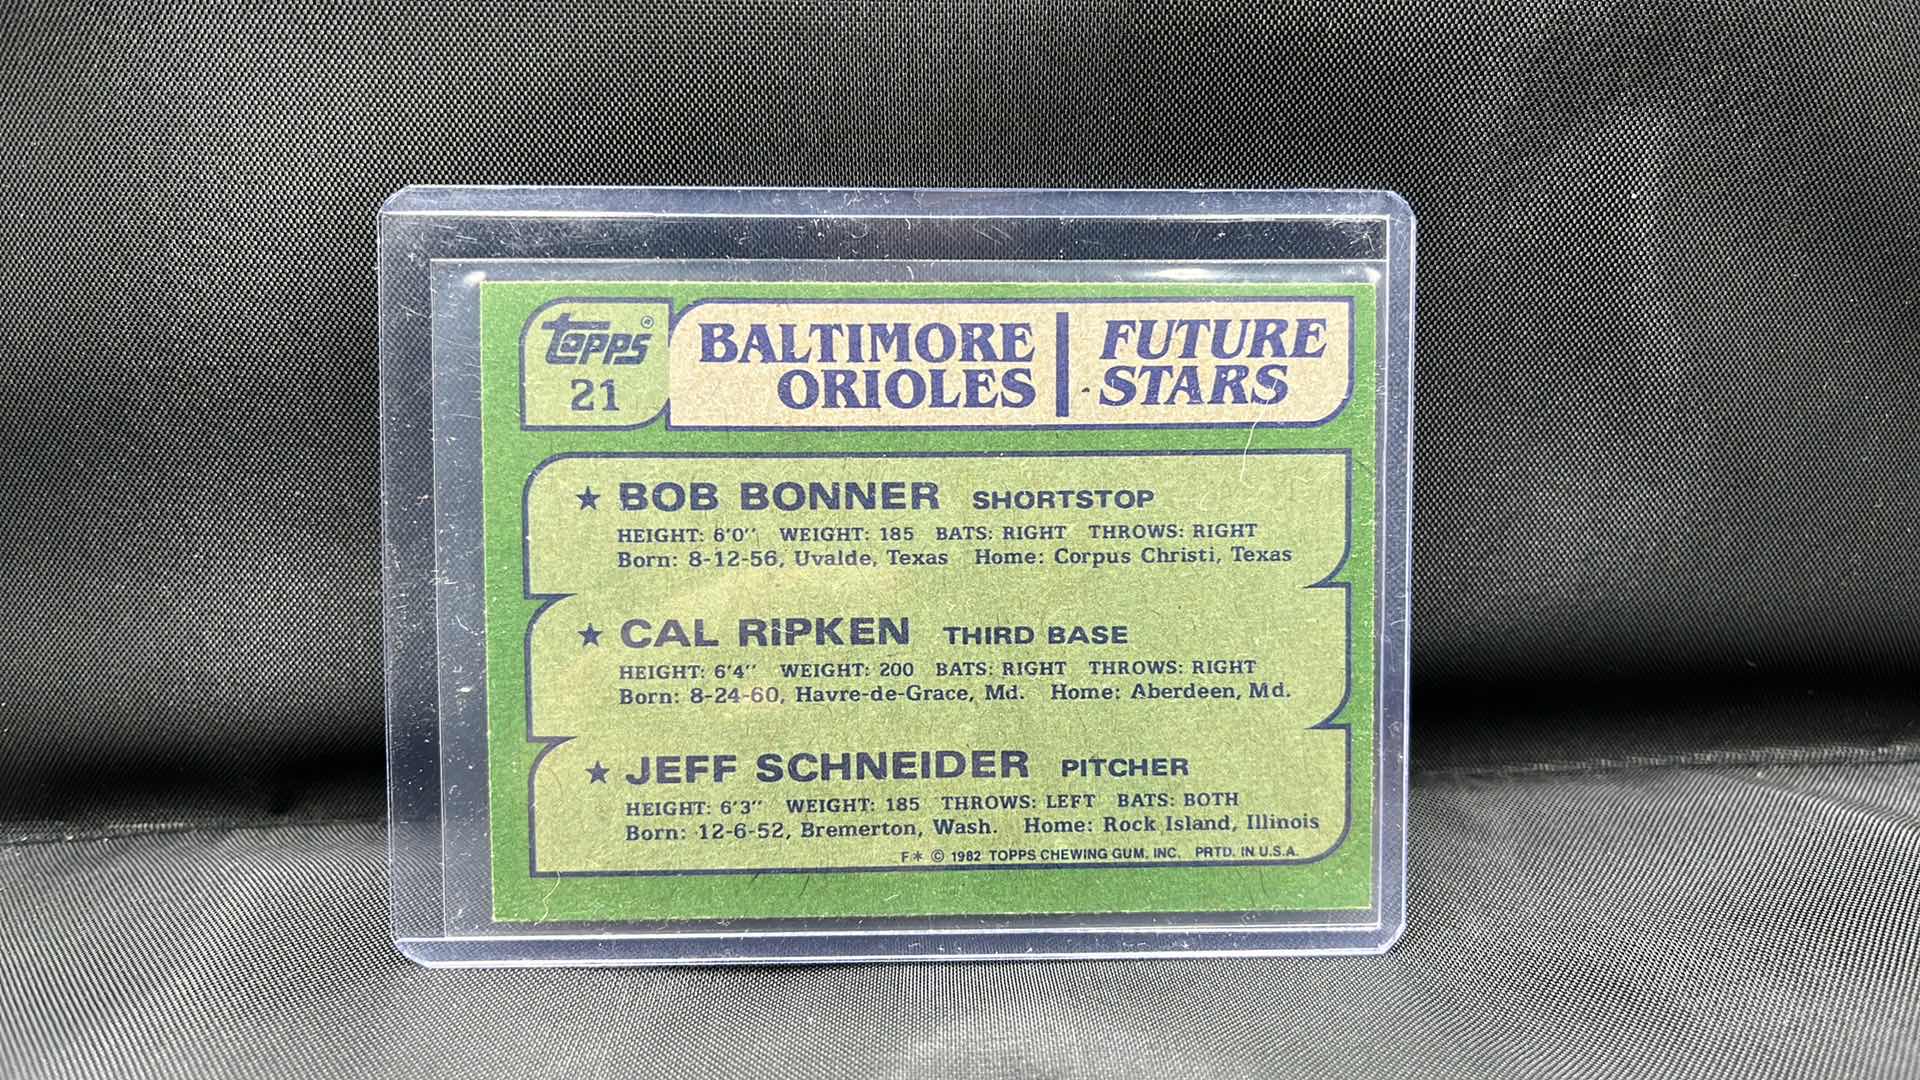 Topps®
21
BALTIMORE
ORIOLES
FUTURE
STARS
★ BOB BONNER SHORTSTOP
HEIGHT: 6'0" WEIGHT: 185 BATS: RIGHT THROWS: RIGHT
Born: 8-12-56, Uvalde, Texas Home: Corpus Christi, Texas
★ CAL RIPKEN THIRD BASE
HEIGHT: 6'4" WEIGHT: 200 BATS: RIGHT THROWS: RIGHT
Born: 8-24-60, Havre-de-Grace, Md. Home: Aberdeen, Md.
★ JEFF SCHNEIDER PITCHER
HEIGHT: 6'3" WEIGHT: 185 THROWS: LEFT BATS: BOTH
Born: 12-6-52, Bremerton, Wash. Home: Rock Island, Illinois
F* © 1982 TOPPS CHEWING GUM, INC. PRTD. IN U.S.A.